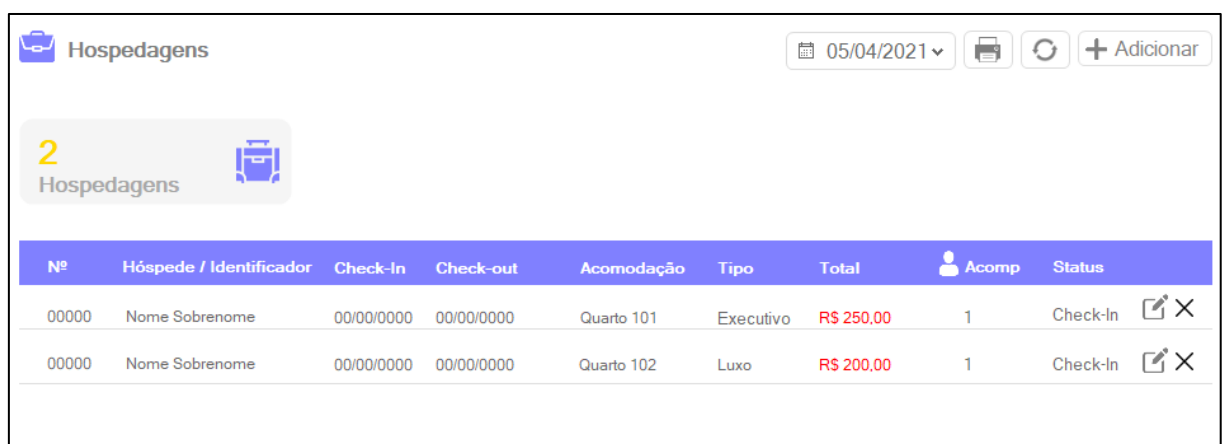 Hospedagens
05/04/2021
Adicionar
2
Hospedagens
Nº Hóspede / Identificador Check-In Check-out Acomodação Tipo Total Acomp Status
00000 Nome Sobrenome 00/00/0000 00/00/0000 Quarto 101 Executivo R$ 250,00 1 Check-In
00000 Nome Sobrenome 00/00/0000 00/00/0000 Quarto 102 Luxo R$ 200,00 1 Check-In